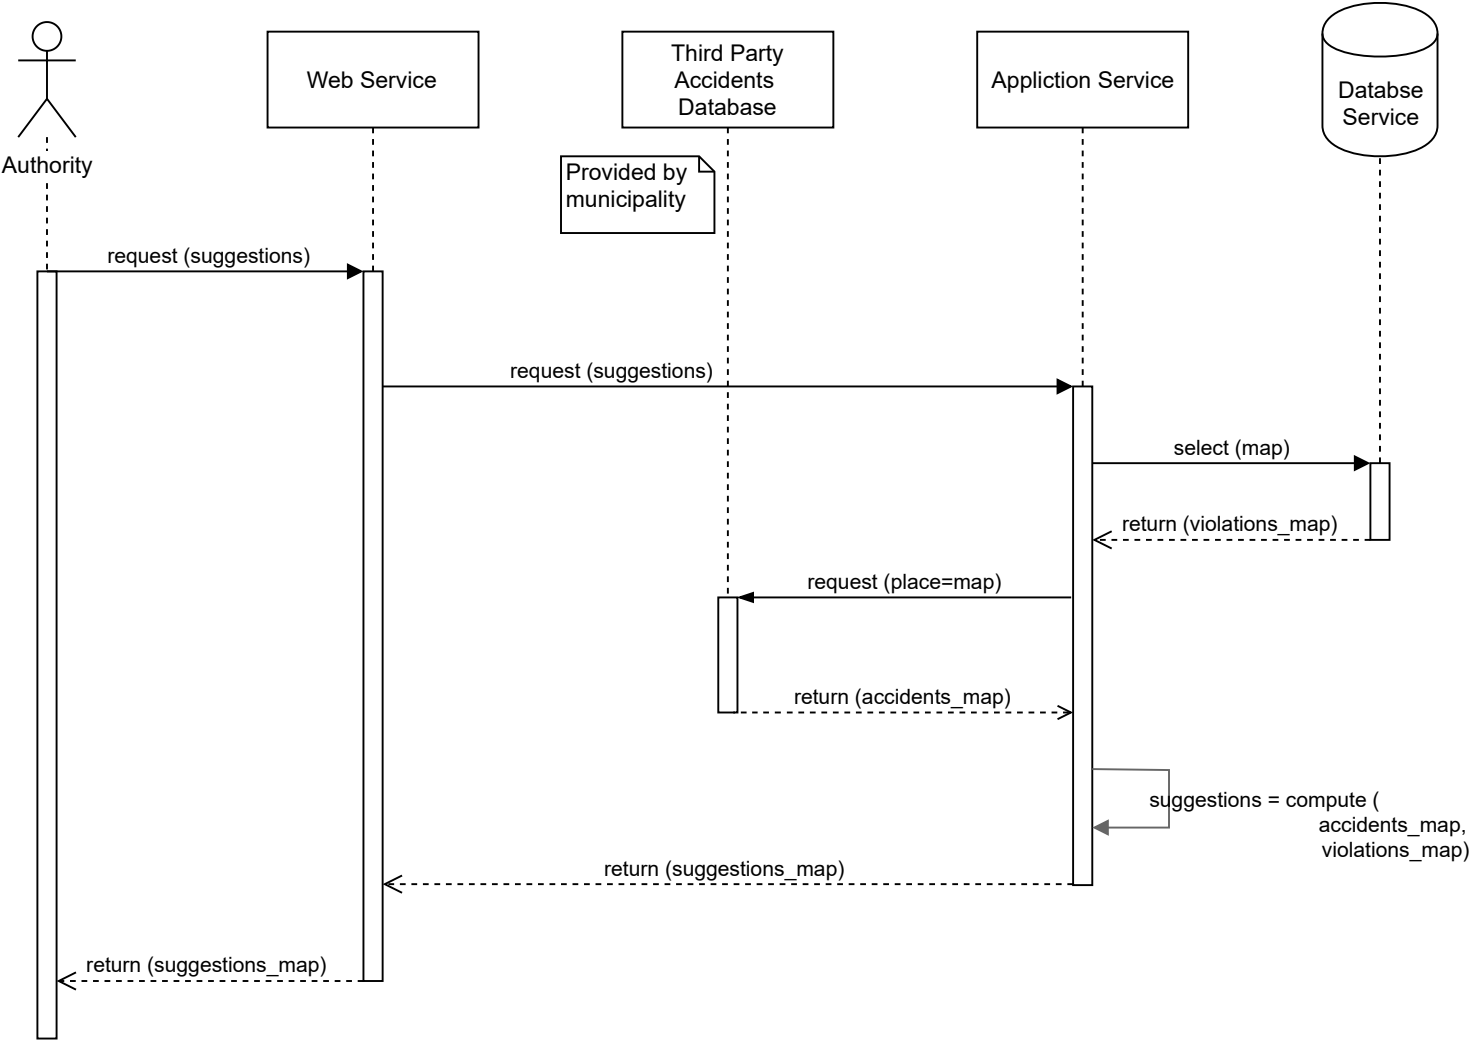 Authority
Web Service
Third Party
Accidents
Database
Appliction Service
Databse
Service
Provided by
municipality
request (suggestions)
request (suggestions)
select (map)
return (violations_map)
request (place=map)
return (accidents_map)
suggestions = compute (
accidents_map,
violations_map)
return (suggestions_map)
return (suggestions_map)